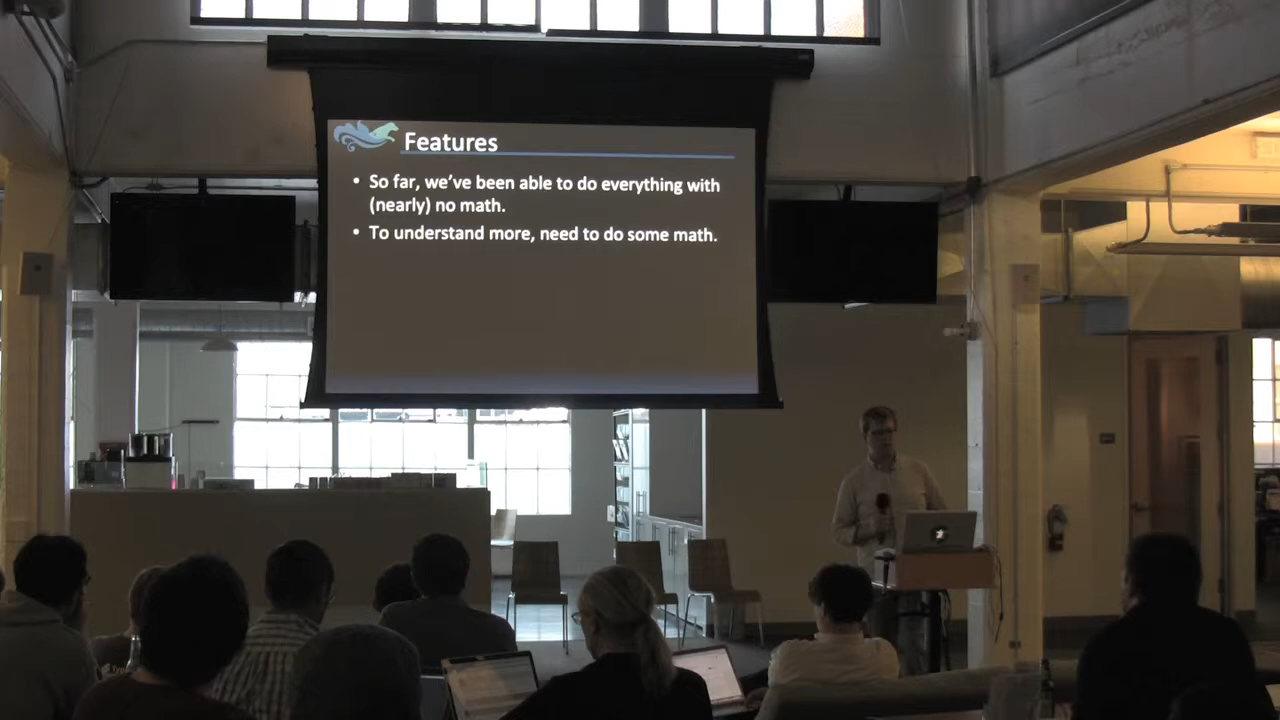 Features
• So far, we've been able to do everything with
(nearly) no math.
• To understand more, need to do some math.